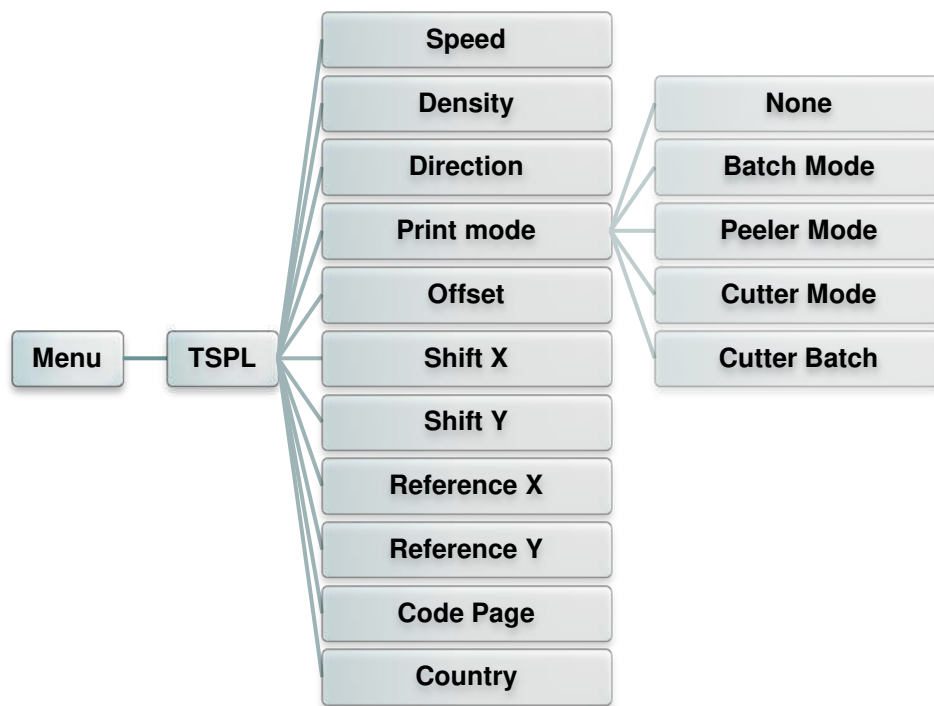 Menu
TSPL
Speed
Density
Direction
Print mode
Offset
Shift X
Shift Y
Reference X
Reference Y
Code Page
Country
None
Batch Mode
Peeler Mode
Cutter Mode
Cutter Batch